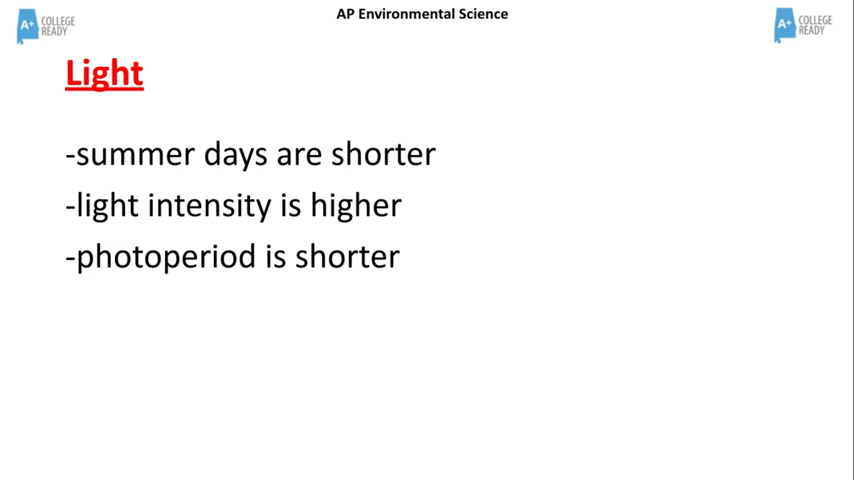 AP Environmental Science
A+ COLLEGE READY
A+ COLLEGE READY
Light
-summer days are shorter
-light intensity is higher
-photoperiod is shorter